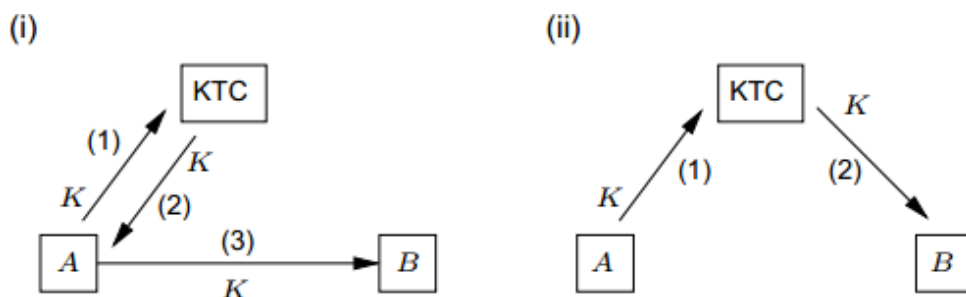 (i)
KTC
(1)
K
K
(2)
A
(3)
B
K
(ii)
KTC
K
(1)
(2)
K
A
B